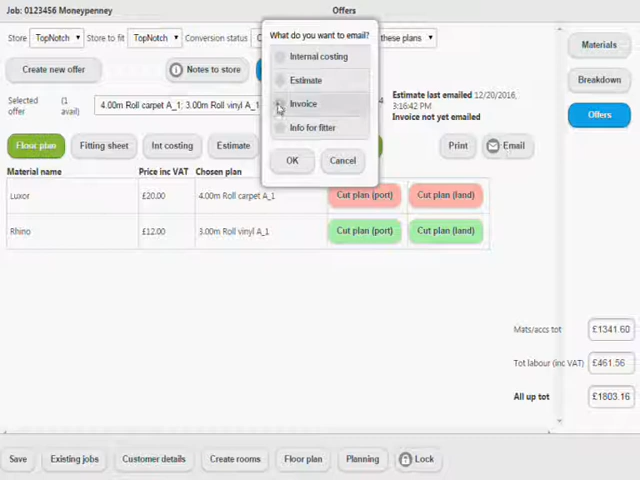 Job: 0123456 Moneypenny
Offers
Store TopNotch Store to fit TopNotch Conversion status these plans
Create new offer
Notes to store
Selected offer
(1 avail)
4.00m Roll carpet A_1; 3.00m Roll vinyl A_1
Estimate last emailed 12/20/2016,
3:16:42 PM
Invoice not yet emailed
Floor plan
Fitting sheet
Int costing
Estimate
Print
Email
What do you want to email?
Internal costing
Estimate
Invoice
Info for fitter
OK
Cancel
Material name Price inc VAT Chosen plan
Luxor £20.00 4.00m Roll carpet A_1 Cut plan (port) Cut plan (land)
Rhino £12.00 3.00m Roll vinyl A_1 Cut plan (port) Cut plan (land)
Materials
Breakdown
Offers
Mats/accs tot £1341.60
Tot labour (inc VAT) £461.56
All up tot £1803.16
Save
Existing jobs
Customer details
Create rooms
Floor plan
Planning
Lock